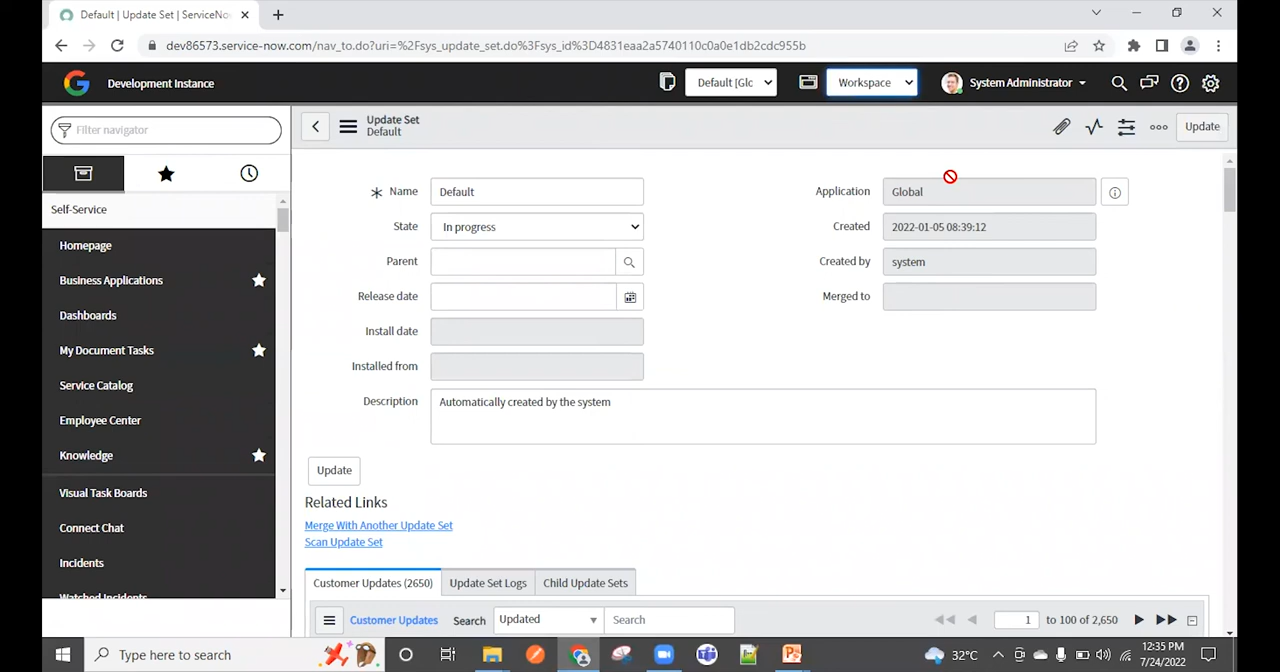 Default | Update Set | ServiceNo
dev86573.service-now.com/nav_to.do?uri=%2Fsys_update_set.do%3Fsys_id%3D4831eaa2a5740110c0a0e1db2cdc955b
Development Instance
Default [Glc
Workspace
System Administrator
Filter navigator
Update Set
Default
Update
Self-Service
Homepage
Business Applications
Dashboards
My Document Tasks
Service Catalog
Employee Center
Knowledge
Visual Task Boards
Connect Chat
Incidents
Watched Incidents
Name Default
State In progress
Parent
Release date
Install date
Installed from
Description Automatically created by the system
Application Global
Created 2022-01-05 08:39:12
Created by system
Merged to
Update
Related Links
Merge With Another Update Set
Scan Update Set
Customer Updates (2650) Update Set Logs Child Update Sets
Customer Updates Search Updated Search 1 to 100 of 2,650
Type here to search
32°C
12:35 PM
7/24/2022